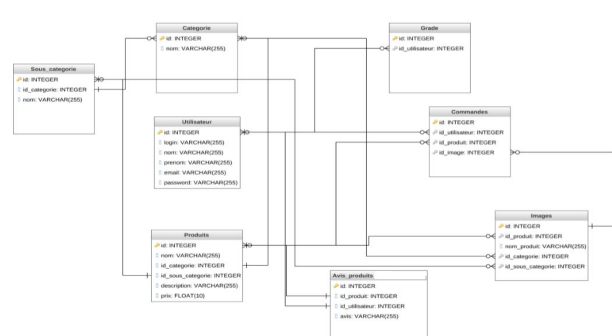 Categorie
id: INTEGER
nom: VARCHAR(255)
Grade
id: INTEGER
id_utilisateur: INTEGER
Sous_categorie
id: INTEGER
id_categorie: INTEGER
nom: VARCHAR(255)
Commandes
id: INTEGER
id_utilisateur: INTEGER
id_produit: INTEGER
id_image: INTEGER
Utilisateur
id: INTEGER
login: VARCHAR(255)
nom: VARCHAR(255)
prenom: VARCHAR(255)
email: VARCHAR(255)
password: VARCHAR(255)
Images
id: INTEGER
id_produit: INTEGER
nom_produit: VARCHAR(255)
id_categorie: INTEGER
id_sous_categorie: INTEGER
Produits
id: INTEGER
nom: VARCHAR(255)
id_categorie: INTEGER
id_sous_categorie: INTEGER
description: VARCHAR(255)
prix: FLOAT(10)
Avis_produits
id: INTEGER
id_produit: INTEGER
id_utilisateur: INTEGER
avis: VARCHAR(255)